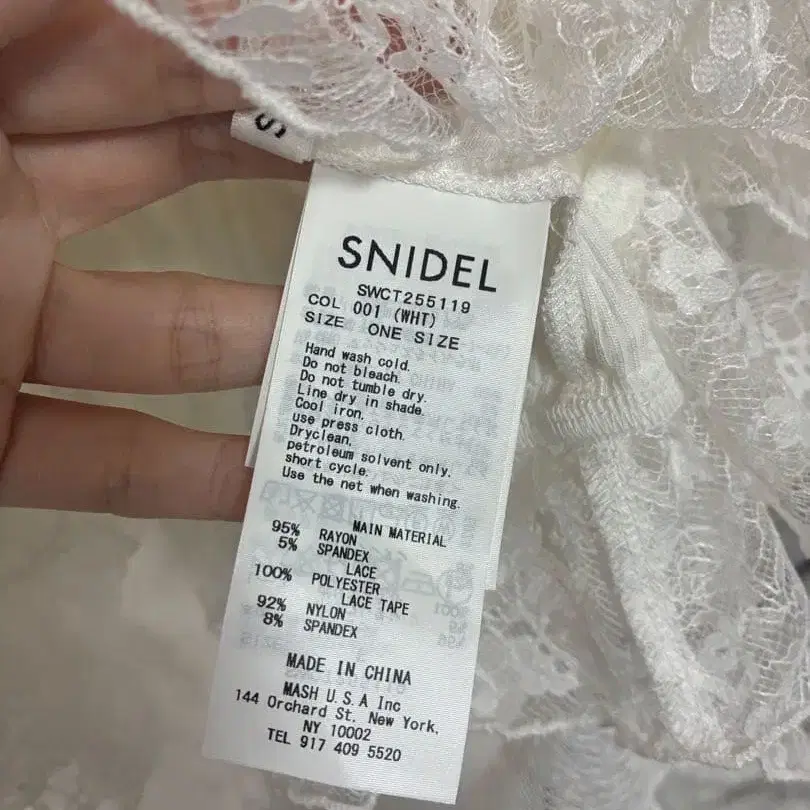 S
SNIDEL
SWCT255119
COL 001 (WHT)
SIZE ONE SIZE
Hand wash cold.
Do not bleach.
Do not tumble dry.
Line dry in shade.
Cool iron.
use press cloth.
Dryclean.
petroleum solvent only.
short cycle.
Use the net when washing.
MAIN MATERIAL
95% RAYON
5% SPANDEX
LACE
100% POLYESTER
LACE TAPE
92% NYLON
8% SPANDEX
MADE IN CHINA
MASH U.S.A Inc
144 Orchard St. New York,
NY 10002
TEL 917 409 5520